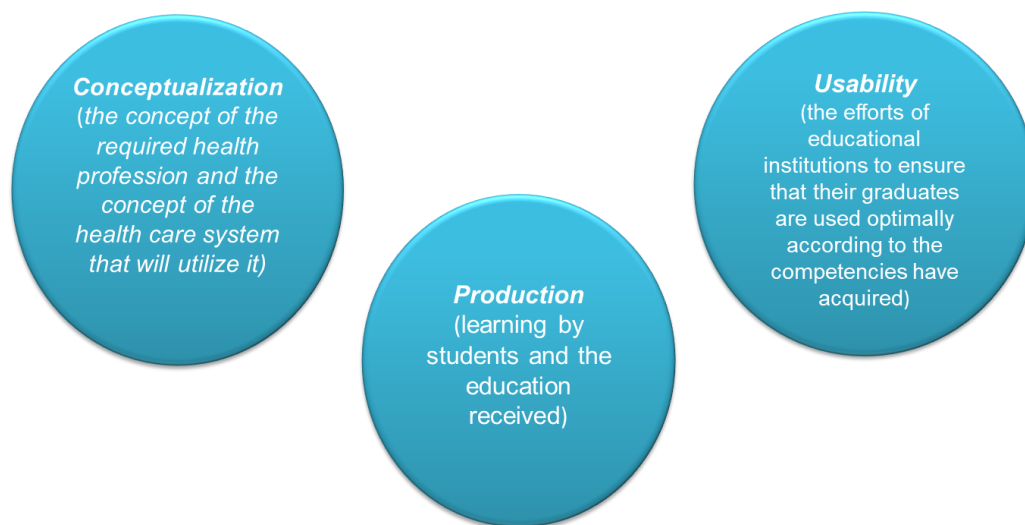 Conceptualization
(the concept of the
required health
profession and the
concept of the
health care system
that will utilize it)
Production
(learning by
students and the
education
received)
Usability
(the efforts of
educational
institutions to ensure
that their graduates
are used optimally
according to the
competencies have
acquired)